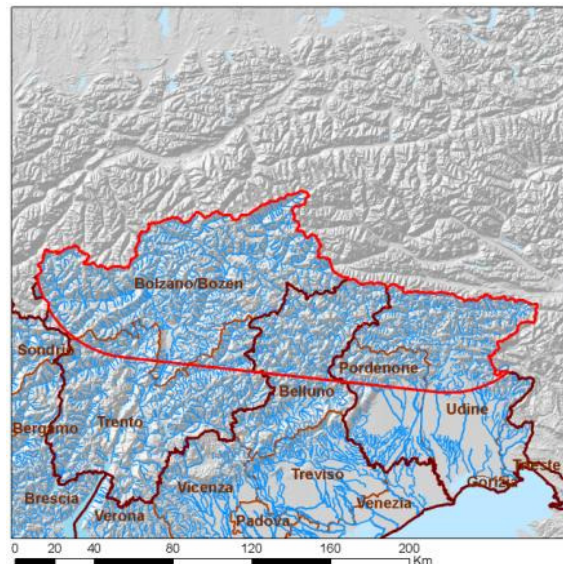 Bolzano/Bozen
Sondrio
Pordenone
Belluno
Trento
Udine
Bergamo
Treviso
Trieste
Vicenza
Gorizia
Brescia
Venezia
Verona
Padova
0 20 40 80 120 160 200
Km